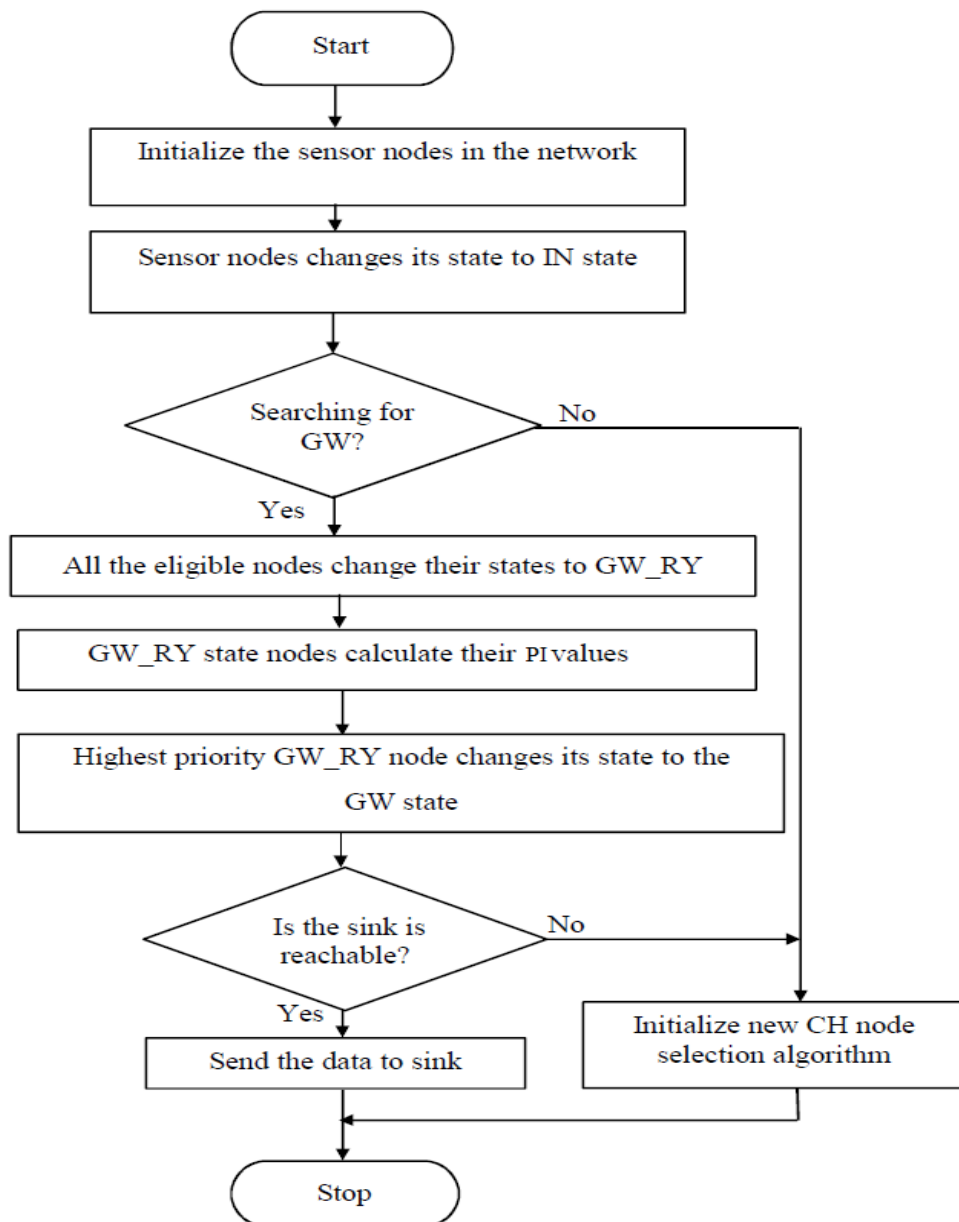 Start
Initialize the sensor nodes in the network
Sensor nodes changes its state to IN state
Searching for
GW?
No
Yes
All the eligible nodes change their states to GW_RY
GW_RY state nodes calculate their PI values
Highest priority GW_RY node changes its state to the
GW state
Is the sink is
reachable?
No
Yes
Send the data to sink
Initialize new CH node
selection algorithm
Stop